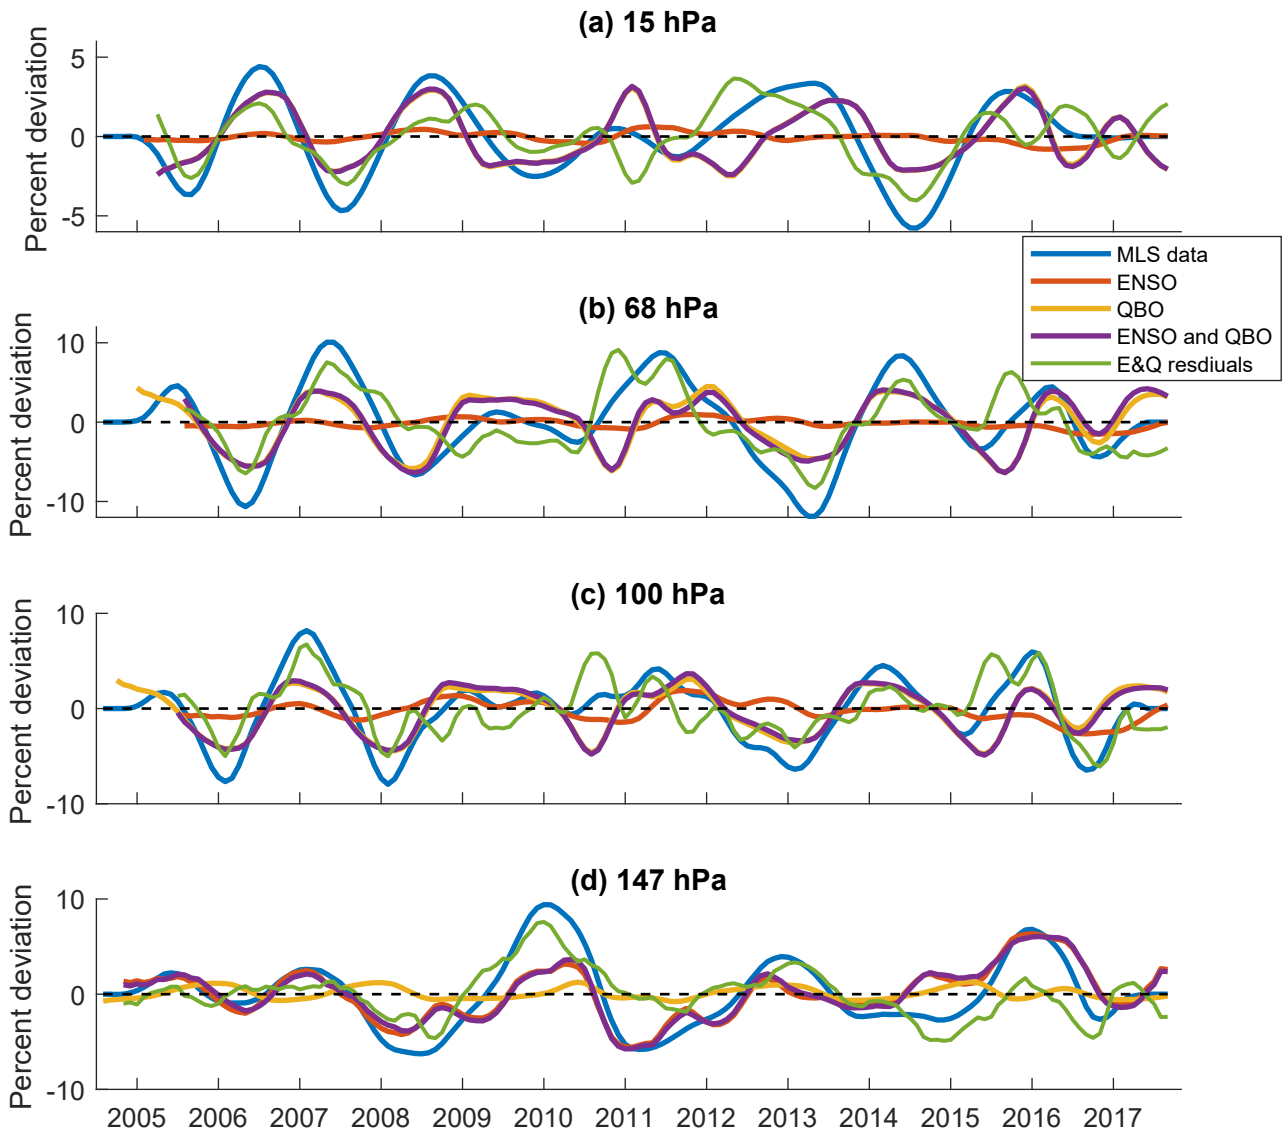 (a) 15 hPa
Percent deviation
5
0
-5
MLS data
ENSO
QBO
ENSO and QBO
E&Q resdiuals
(b) 68 hPa
Percent deviation
10
0
-10
(c) 100 hPa
Percent deviation
10
0
-10
(d) 147 hPa
Percent deviation
10
0
-10
2005 2006 2007 2008 2009 2010 2011 2012 2013 2014 2015 2016 2017